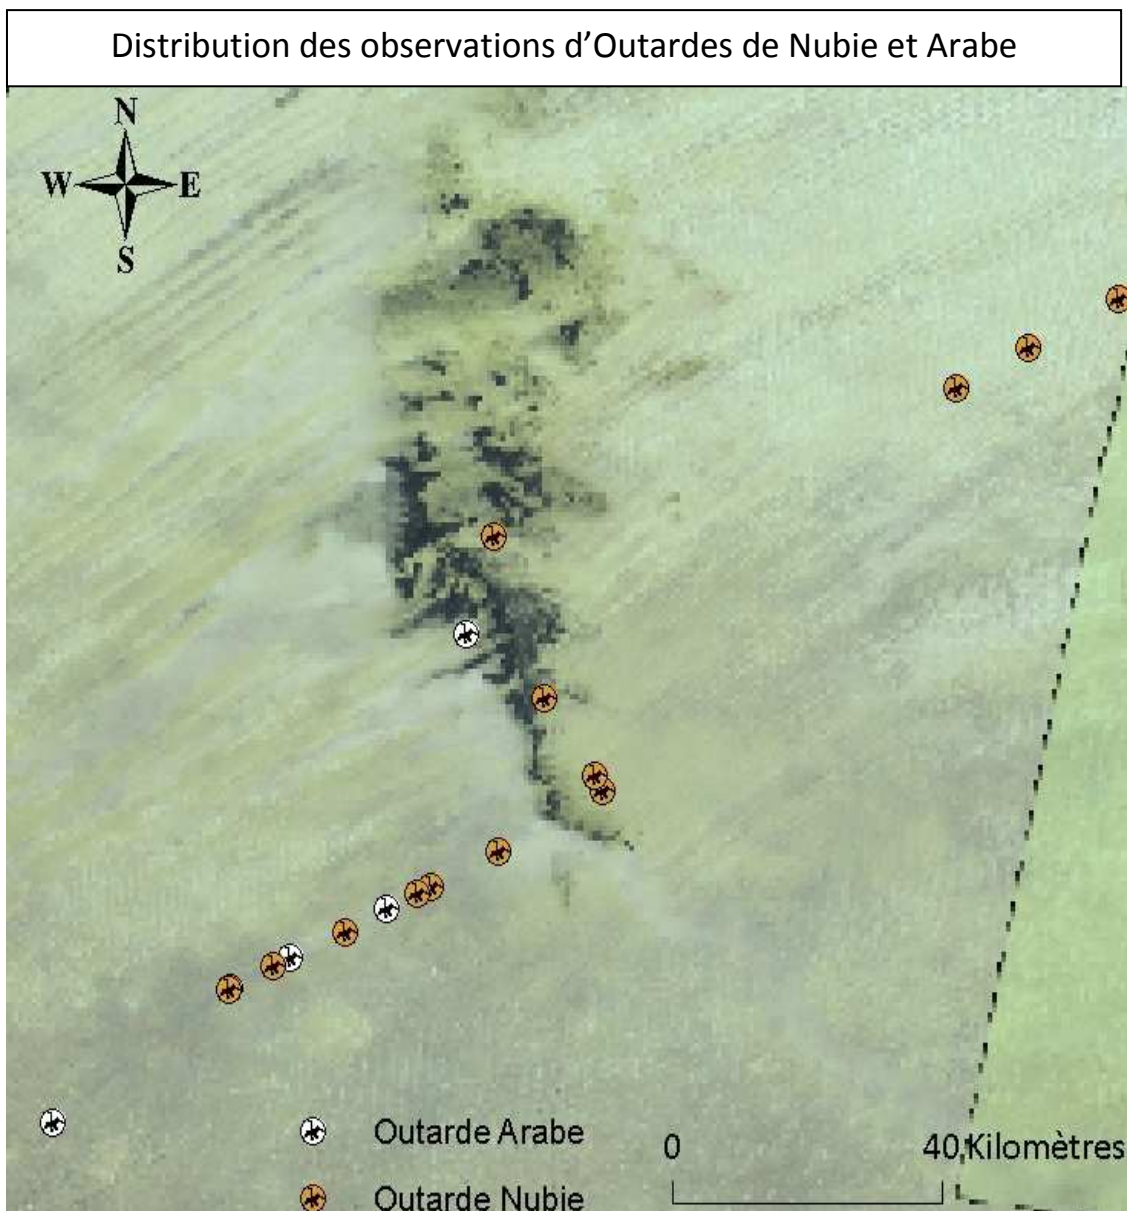 Distribution des observations d’Outardes de Nubie et Arabe
N
W E
S
Outarde Arabe
Outarde Nubie
0 40 Kilomètres